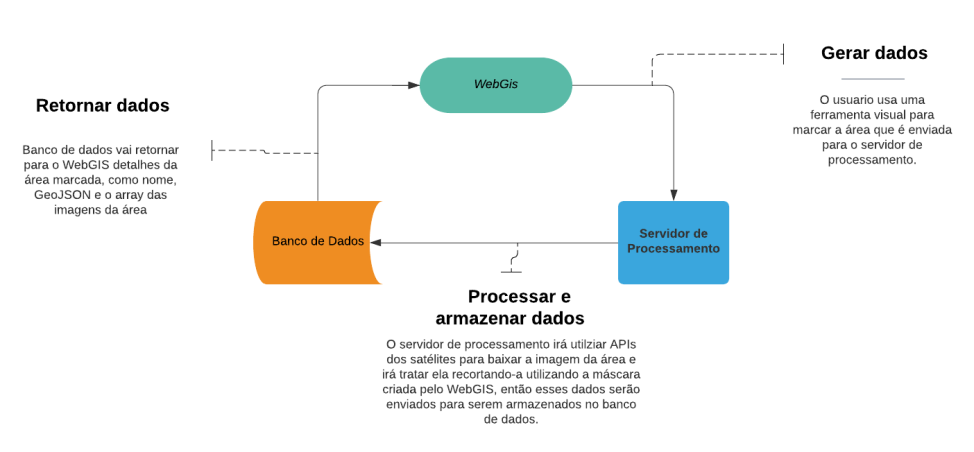 WebGis
Gerar dados
O usuario usa uma
ferramenta visual para
marcar a área que é enviada
para o servidor de
processamento.
Retornar dados
Banco de dados vai retornar
para o WebGIS detalhes da
área marcada, como nome,
GeoJSON e o array das
imagens da área
Banco de Dados
Servidor de
Processamento
Processar e
armazenar dados
O servidor de processamento irá utilziar APIs
dos satélites para baixar a imagem da área e
irá tratar ela recortando-a utilizando a máscara
criada pelo WebGIS, então esses dados serão
enviados para serem armazenados no banco
de dados.